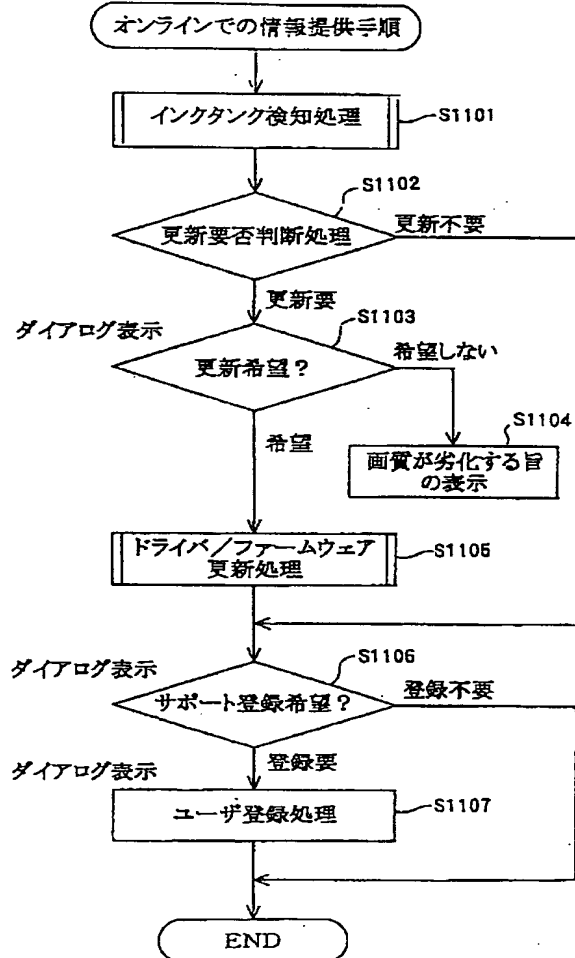 オンラインでの情報提供手順
インクタンク検知処理
S1101
S1102
更新要否判断処理
更新不要
更新要
ダイアログ表示
S1103
更新希望?
希望しない
S1104
希望
画質が劣化する旨
の表示
ドライバ/ファームウェア
更新処理
S1105
ダイアログ表示
S1106
サポート登録希望?
登録不要
登録要
ダイアログ表示
ユーザ登録処理
S1107
END